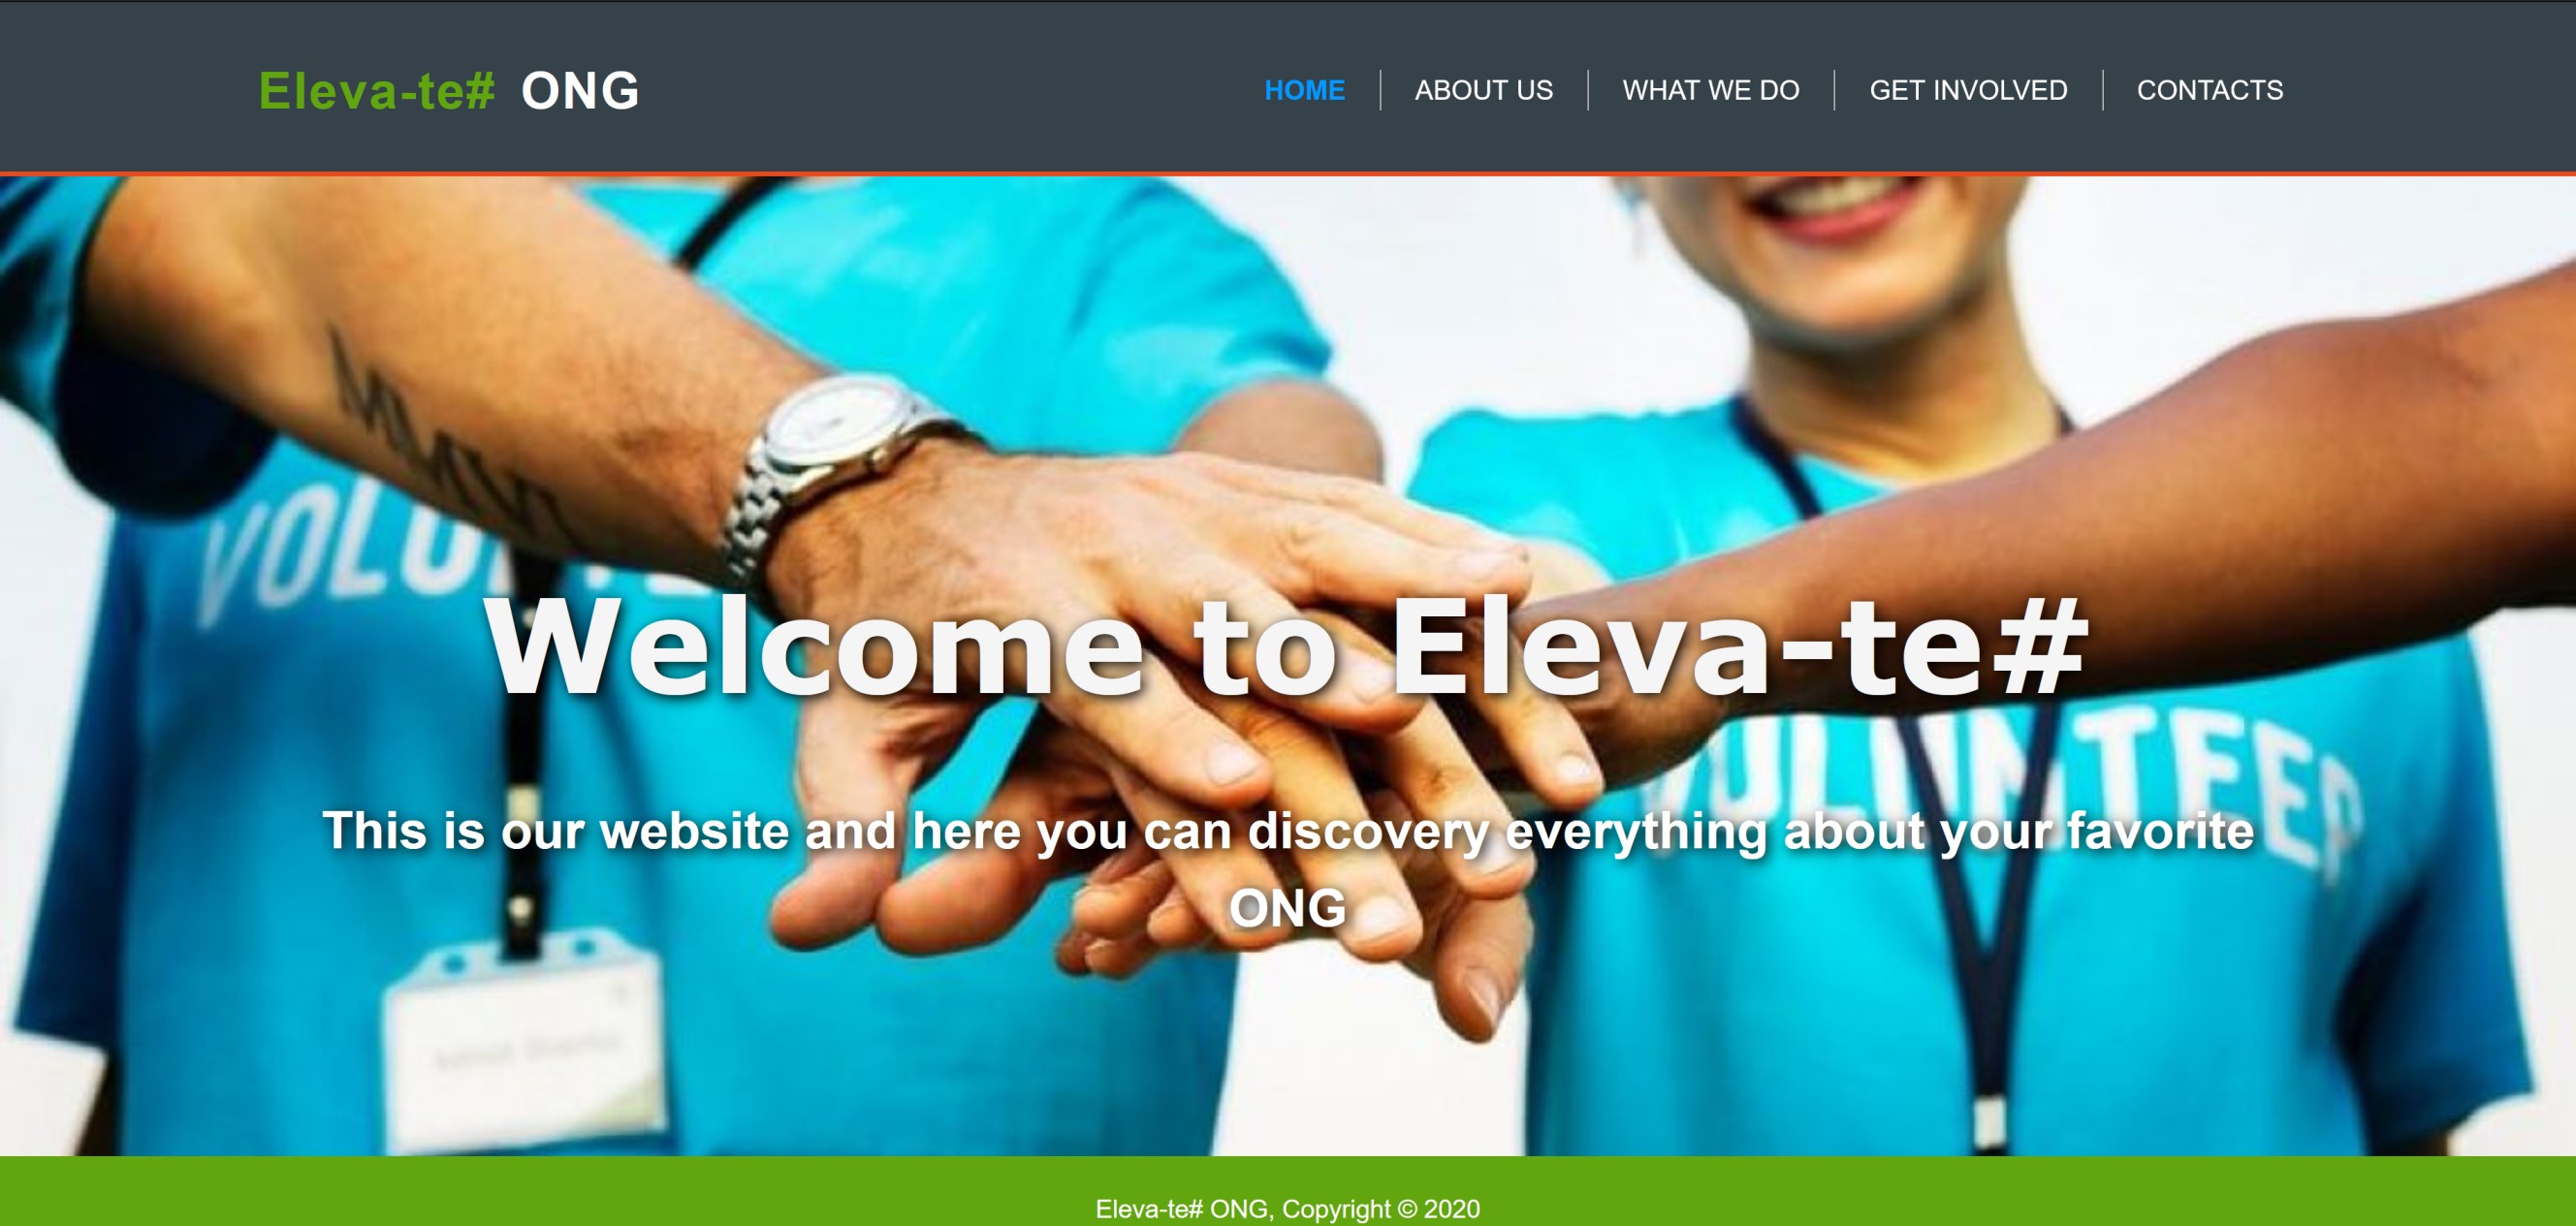 Eleva-te# ONG
HOME
ABOUT US
WHAT WE DO
GET INVOLVED
CONTACTS
VOLUNTEER
Welcome to Eleva-te#
This is our website and here you can discovery everything about your favorite
ONG
Eleva-te# ONG, Copyright © 2020